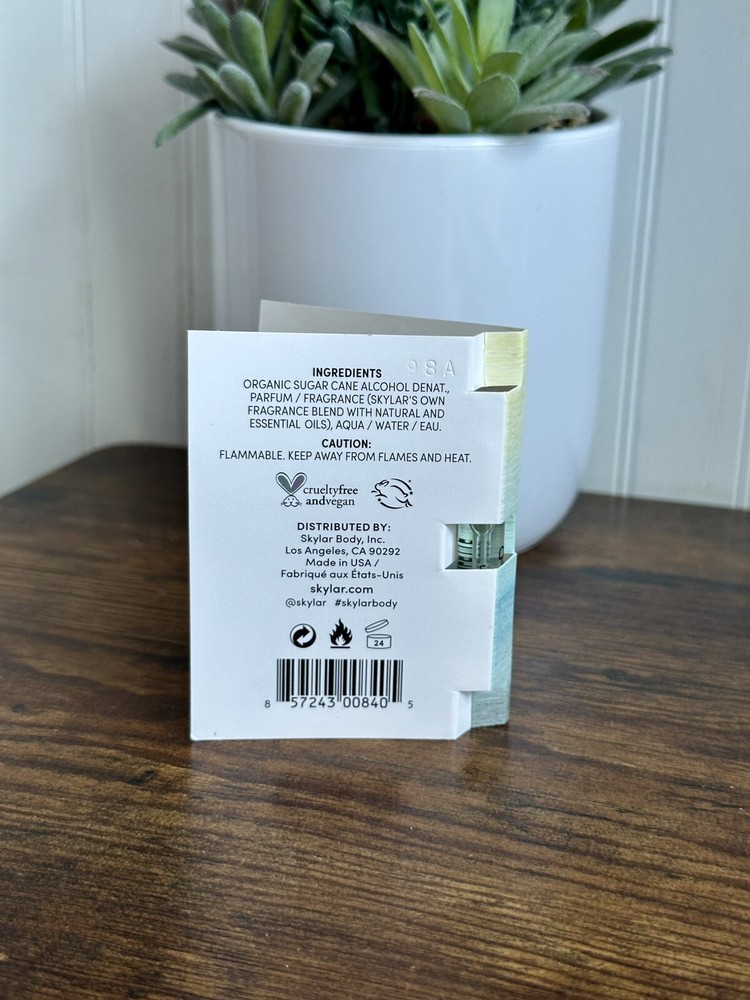 98A
INGREDIENTS
ORGANIC SUGAR CANE ALCOHOL DENAT.,
PARFUM / FRAGRANCE (SKYLAR'S OWN
FRAGRANCE BLEND WITH NATURAL AND
ESSENTIAL OILS), AQUA / WATER / EAU.
CAUTION:
FLAMMABLE. KEEP AWAY FROM FLAMES AND HEAT.
crueltyfree
andvegan
DISTRIBUTED BY:
Skylar Body, Inc.
Los Angeles, CA 90292
Made in USA /
Fabriqué aux États-Unis
skylar.com
@skylar #skylarbody
24
8 57243 00840 5